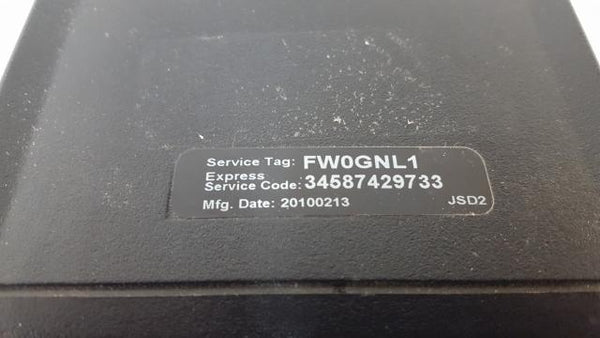 Service Tag: FW0GNL1
Express
Service Code: 34587429733
Mfg. Date: 20100213 JSD2